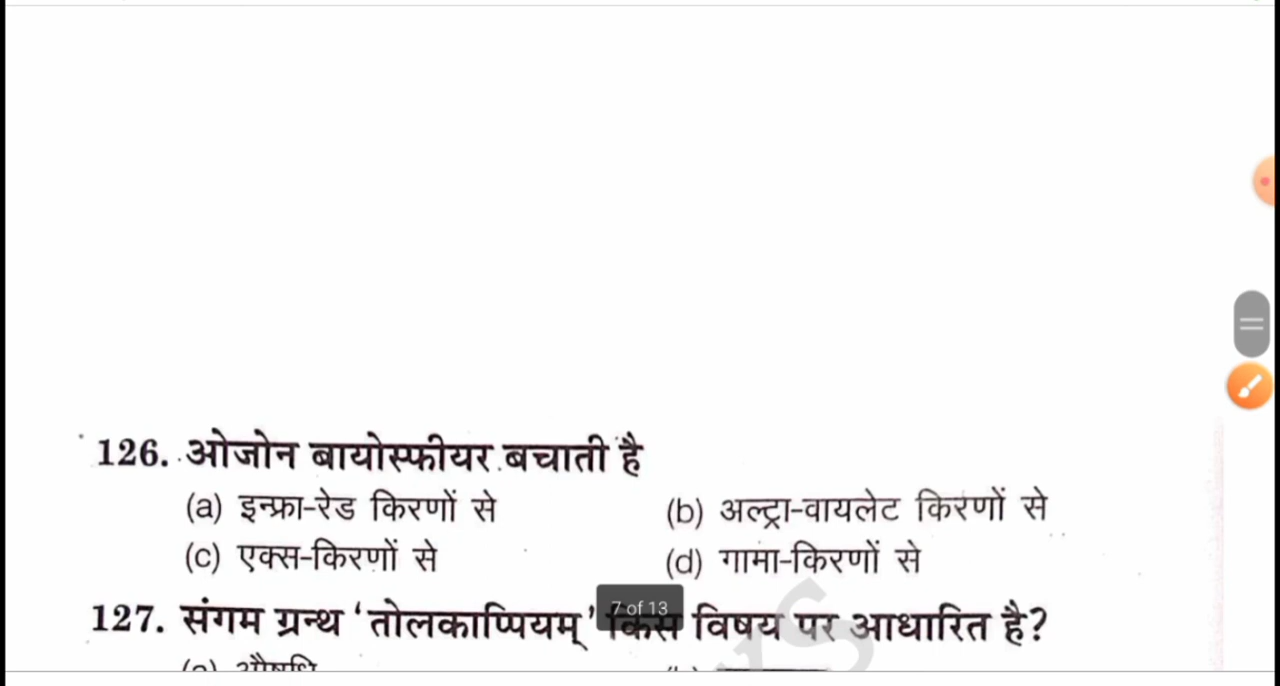 126. ओजोन बायोस्फीयर बचाती है
(a) इन्फ्रा-रेड किरणों से (b) अल्ट्रा-वायलेट किरणों से
(c) एक्स-किरणों से (d) गामा-किरणों से
7 of 13
127. संगम ग्रन्थ 'तोलकाप्पियम्' किस विषय पर आधारित है?
(a) औषधि